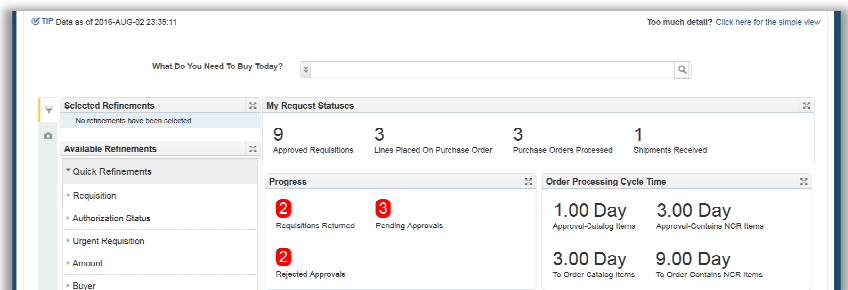 TIP Data as of 2016-AUG-02 23:35:11
Too much detail? Click here for the simple view
What Do You Need To Buy Today?
Selected Refinements
No refinements have been selected
Available Refinements
Quick Refinements
Requisition
Authorization Status
Urgent Requisition
Amount
Buyer
My Request Statuses
9 3 3 1
Approved Requisitions Lines Placed On Purchase Order Purchase Orders Processed Shipments Received
Progress
2 3
Requisitions Returned Pending Approvals
2
Rejected Approvals
Order Processing Cycle Time
1.00 Day 3.00 Day
Approval-Catalog Items Approval-Contains NCR Items
3.00 Day 9.00 Day
To Order Catalog Items To Order Contains NCR Items